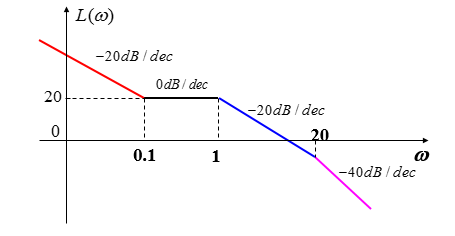 L(ω)
−20dB / dec
0dB / dec
20
−20dB / dec
0
20
0.1
1
ω
−40dB / dec